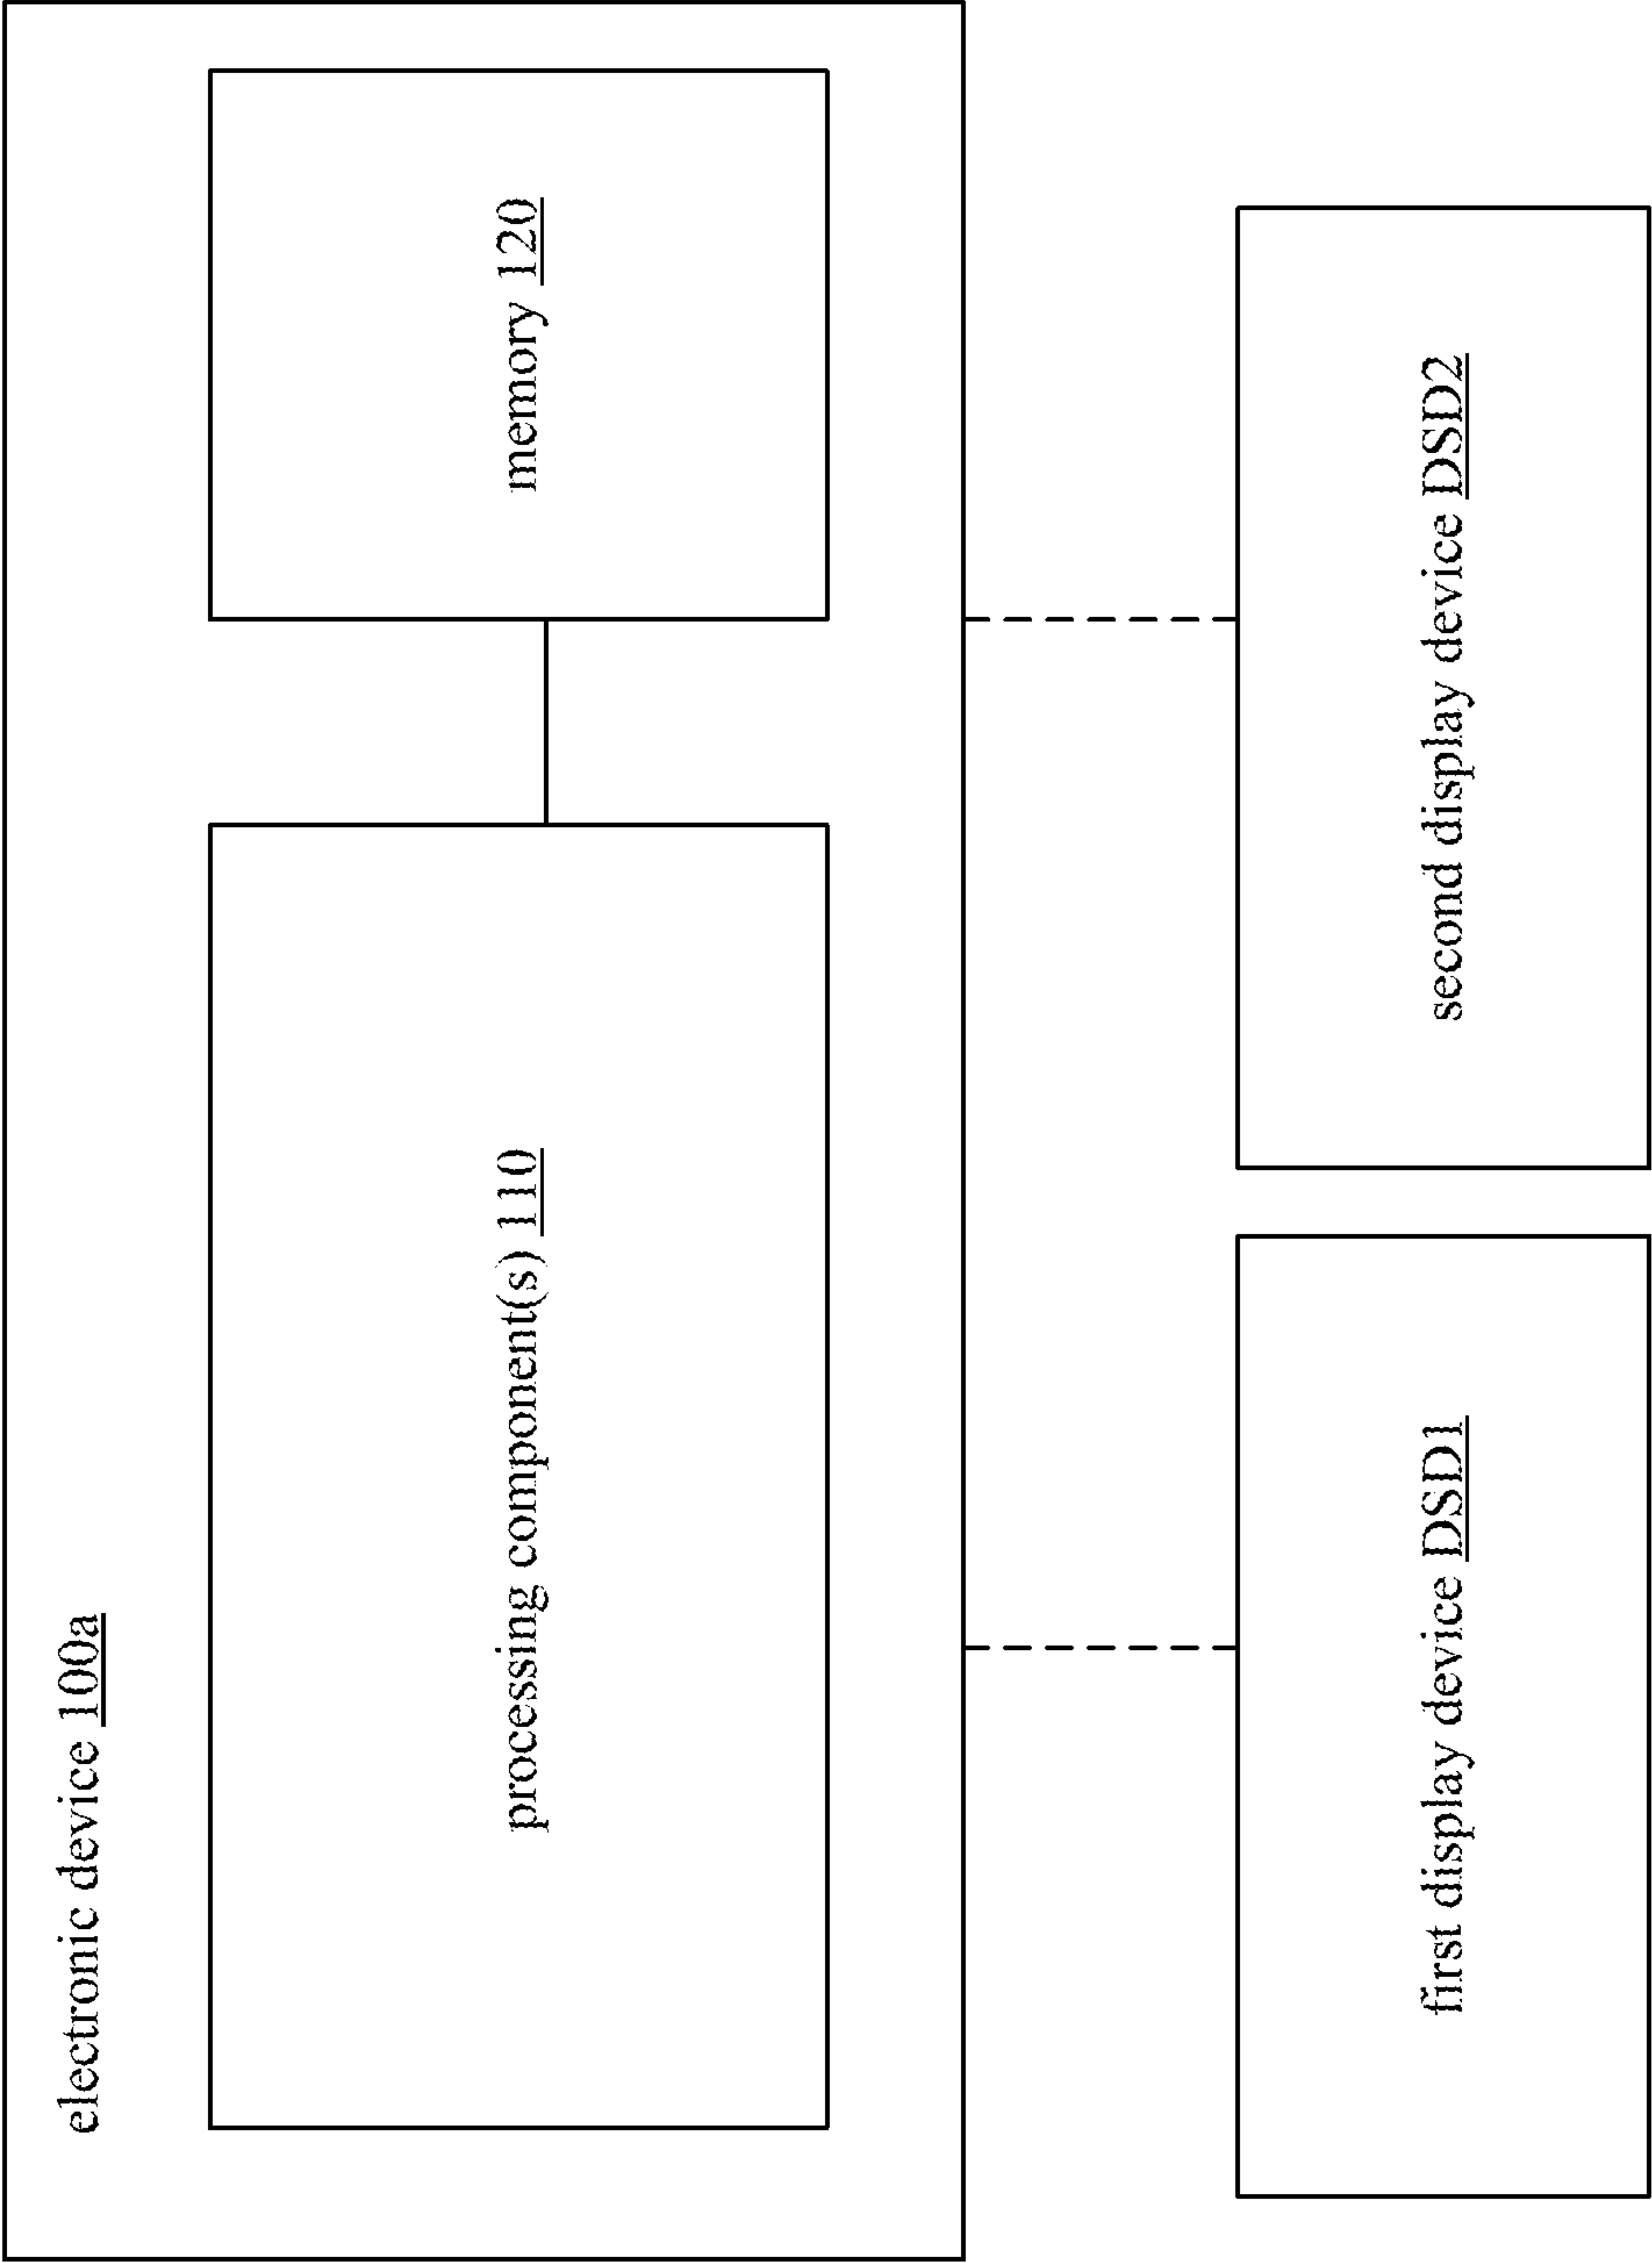 electronic device 100a
processing component(s) 110
memory 120
first display device DSD1
second display device DSD2